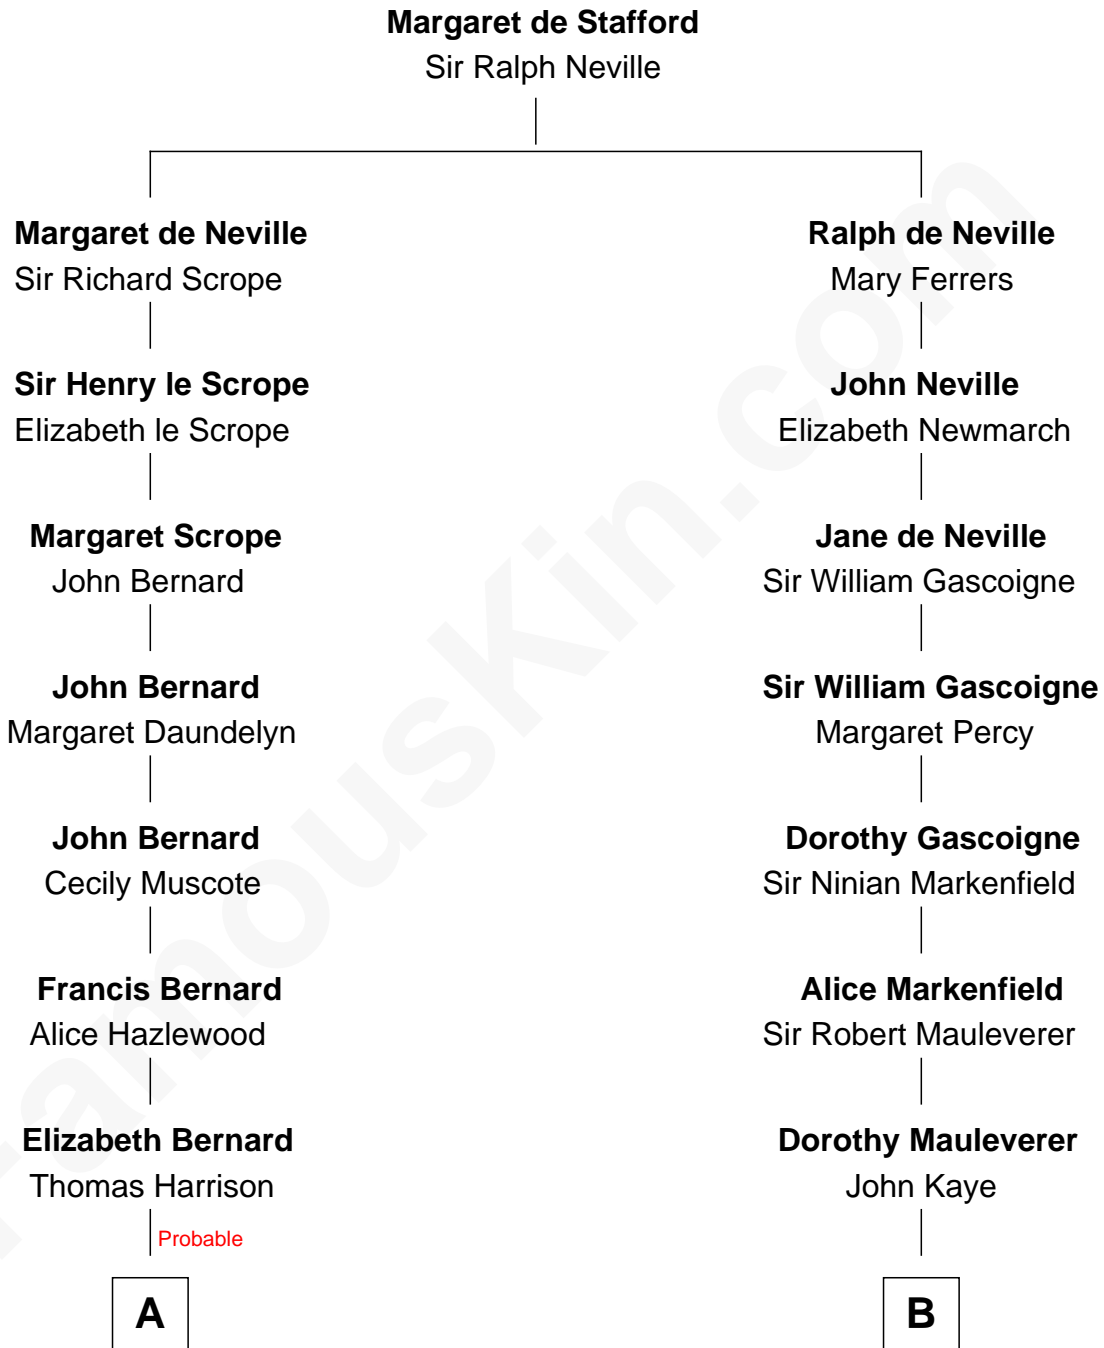 Margaret de Stafford
Sir Ralph Neville
Margaret de Neville
Sir Richard Scrope
Ralph de Neville
Mary Ferrers
Sir Henry le Scrope
Elizabeth le Scrope
John Neville
Elizabeth Newmarch
Margaret Scrope
John Bernard
Jane de Neville
Sir William Gascoigne
John Bernard
Margaret Daundelyn
Sir William Gascoigne
Margaret Percy
John Bernard
Cecily Muscote
Dorothy Gascoigne
Sir Ninian Markenfield
Francis Bernard
Alice Hazlewood
Alice Markenfield
Sir Robert Mauleverer
Elizabeth Bernard
Thomas Harrison
Dorothy Mauleverer
John Kaye
Probable
A
B
FamousKin.com